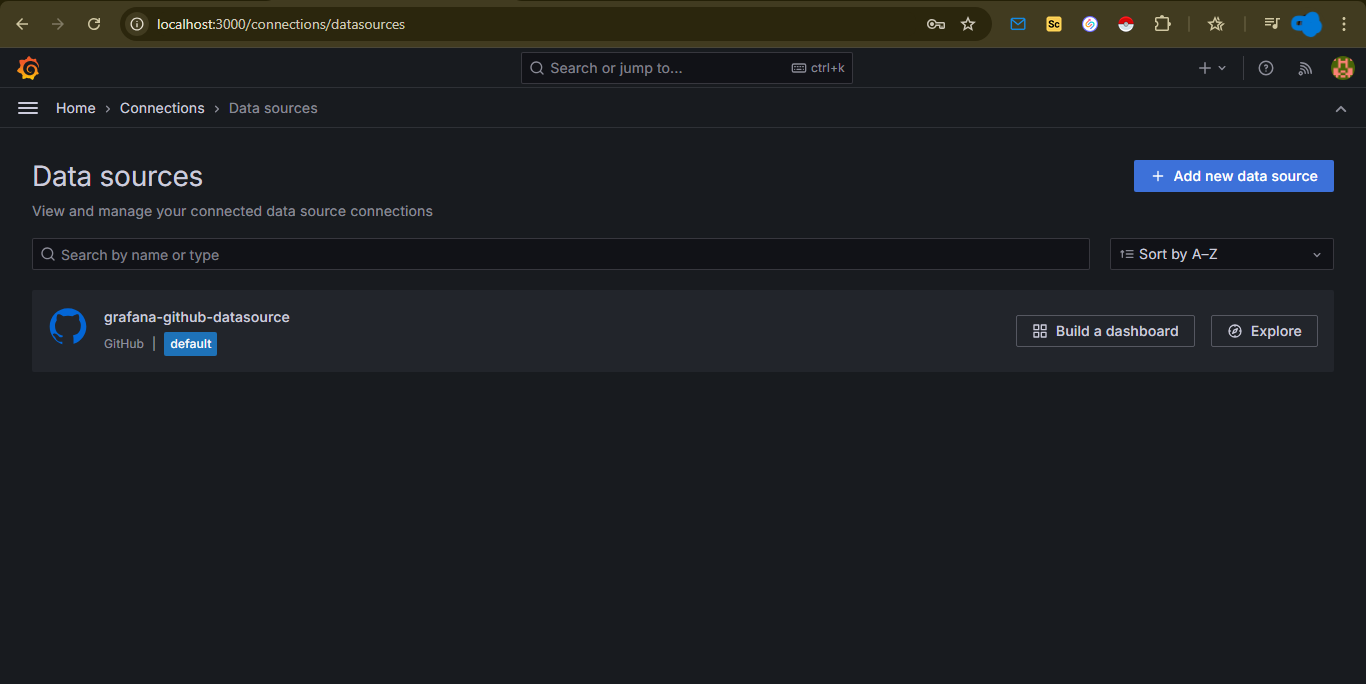 localhost:3000/connections/datasources
Sc
Search or jump to... ctrl+k
Home › Connections › Data sources
Data sources
Add new data source
View and manage your connected data source connections
Search by name or type
Sort by A–Z
grafana-github-datasource
GitHub | default
Build a dashboard
Explore